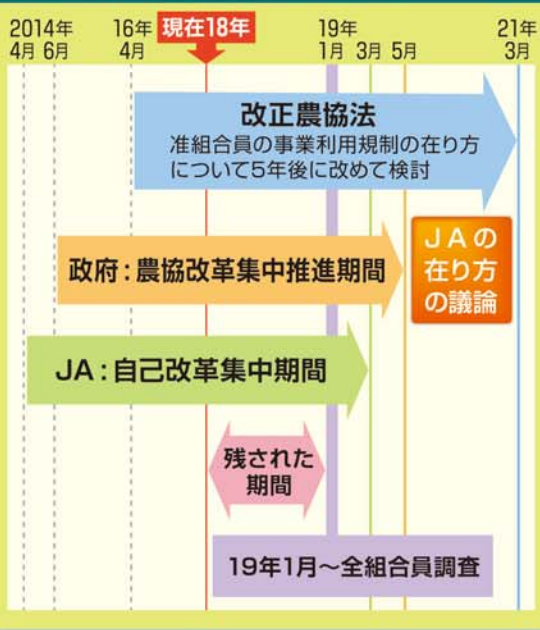 2014年
4月 6月
16年
4月
現在18年
19年
1月 3月 5月
21年
3月
改正農協法
准組合員の事業利用規制の在り方
について5年後に改めて検討
政府：農協改革集中推進期間
JAの
在り方
の議論
JA：自己改革集中期間
残された
期間
19年1月～全組合員調査